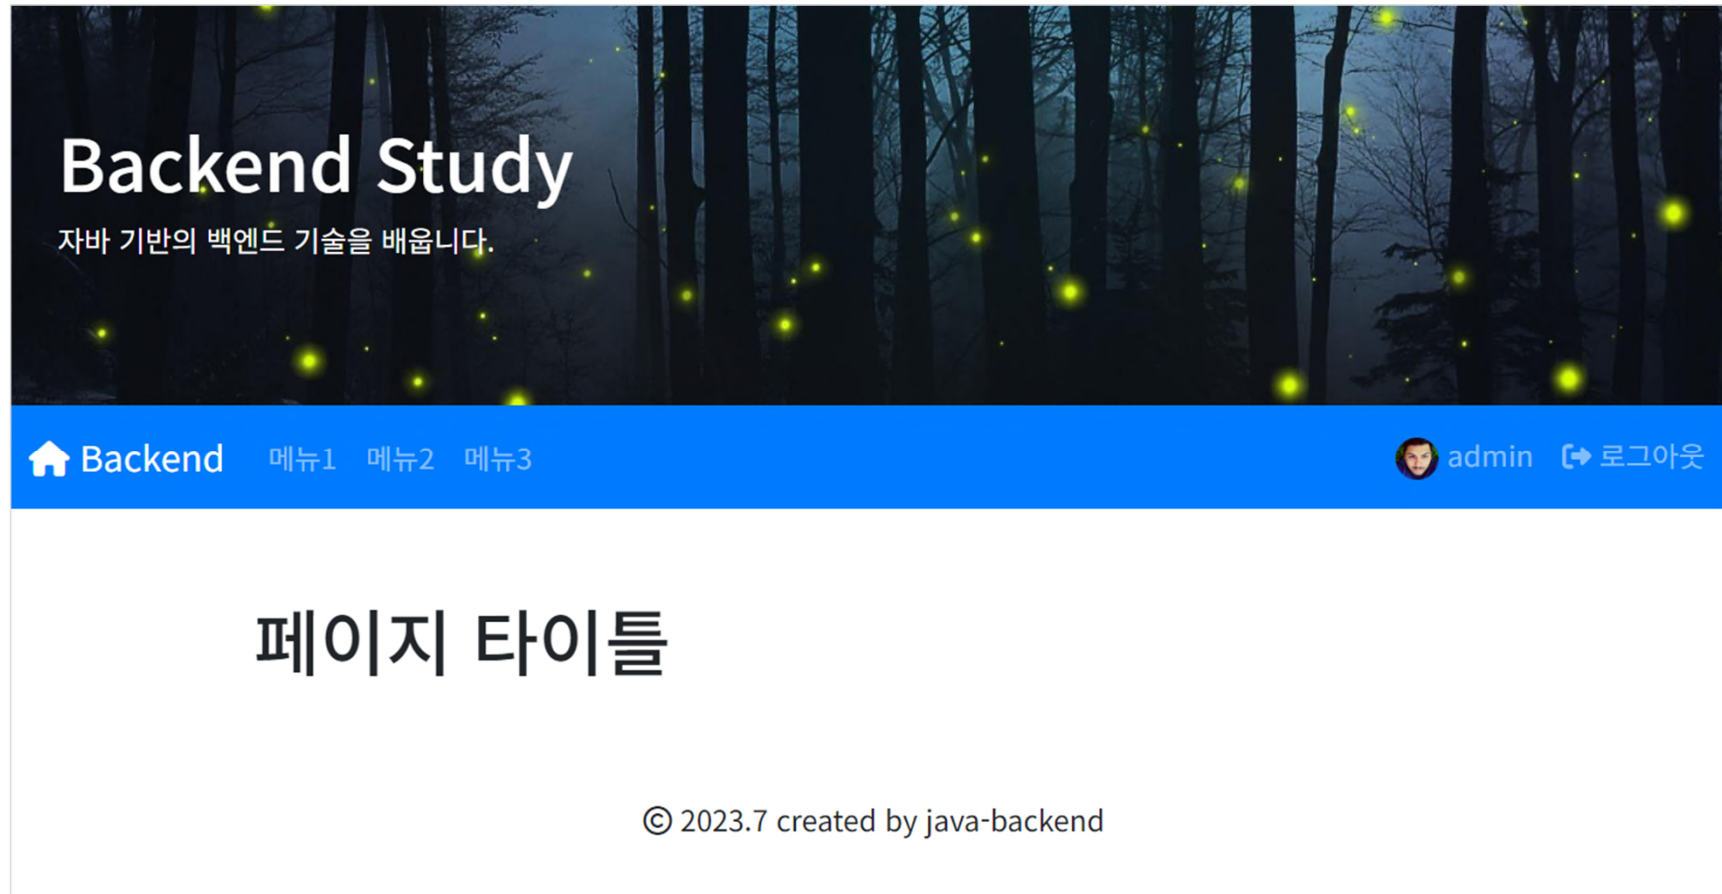 Backend Study
자바 기반의 백엔드 기술을 배웁니다.
Backend 메뉴1 메뉴2 메뉴3 admin 로그아웃
페이지 타이틀
© 2023.7 created by java-backend